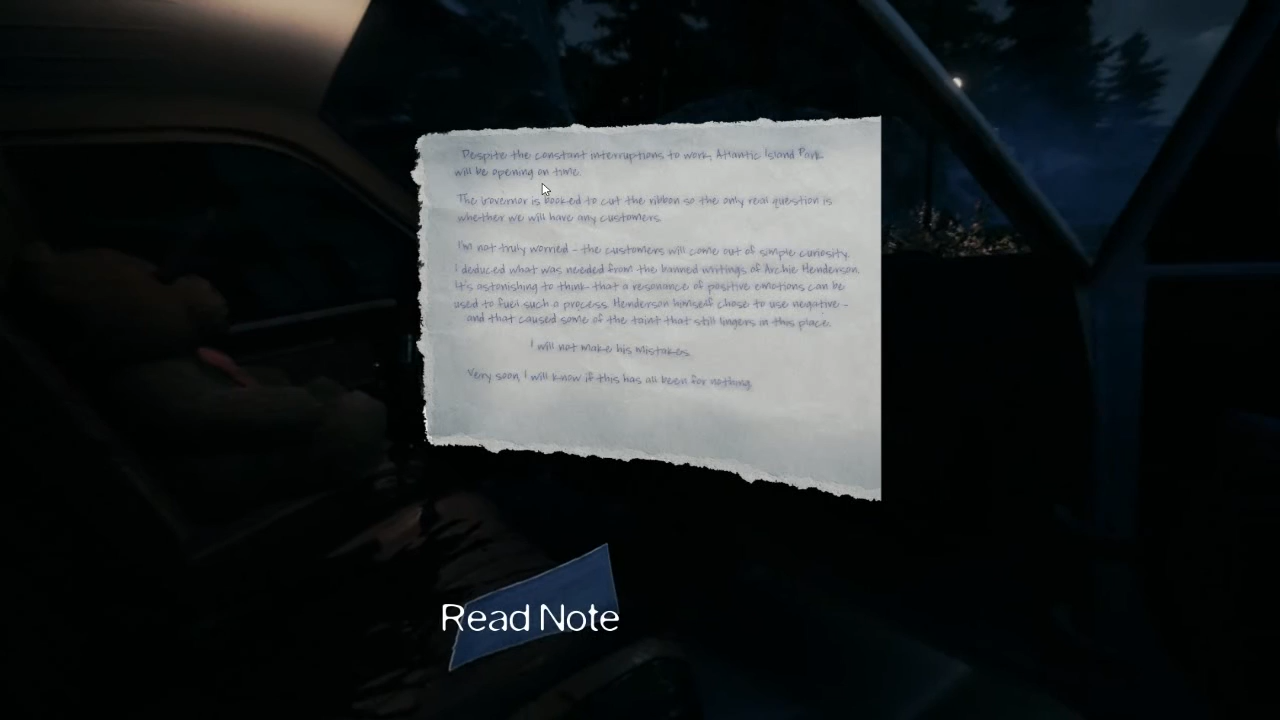 Despite the constant interruptions to work, Atlantic Island Park
will be opening on time.
The Governor is booked to cut the ribbon so the only real question is
whether we will have any customers.
I'm not truly worried - the customers will come out of simple curiosity.
I deduced what was needed from the banned writings of Archie Henderson.
It's astonishing to think that a resonance of positive emotions can be
used to fuel such a process. Henderson himself chose to use negative -
and that caused some of the taint that still lingers in this place.
I will not make his mistakes.
Very soon, I will know if this has all been for nothing.
Read Note